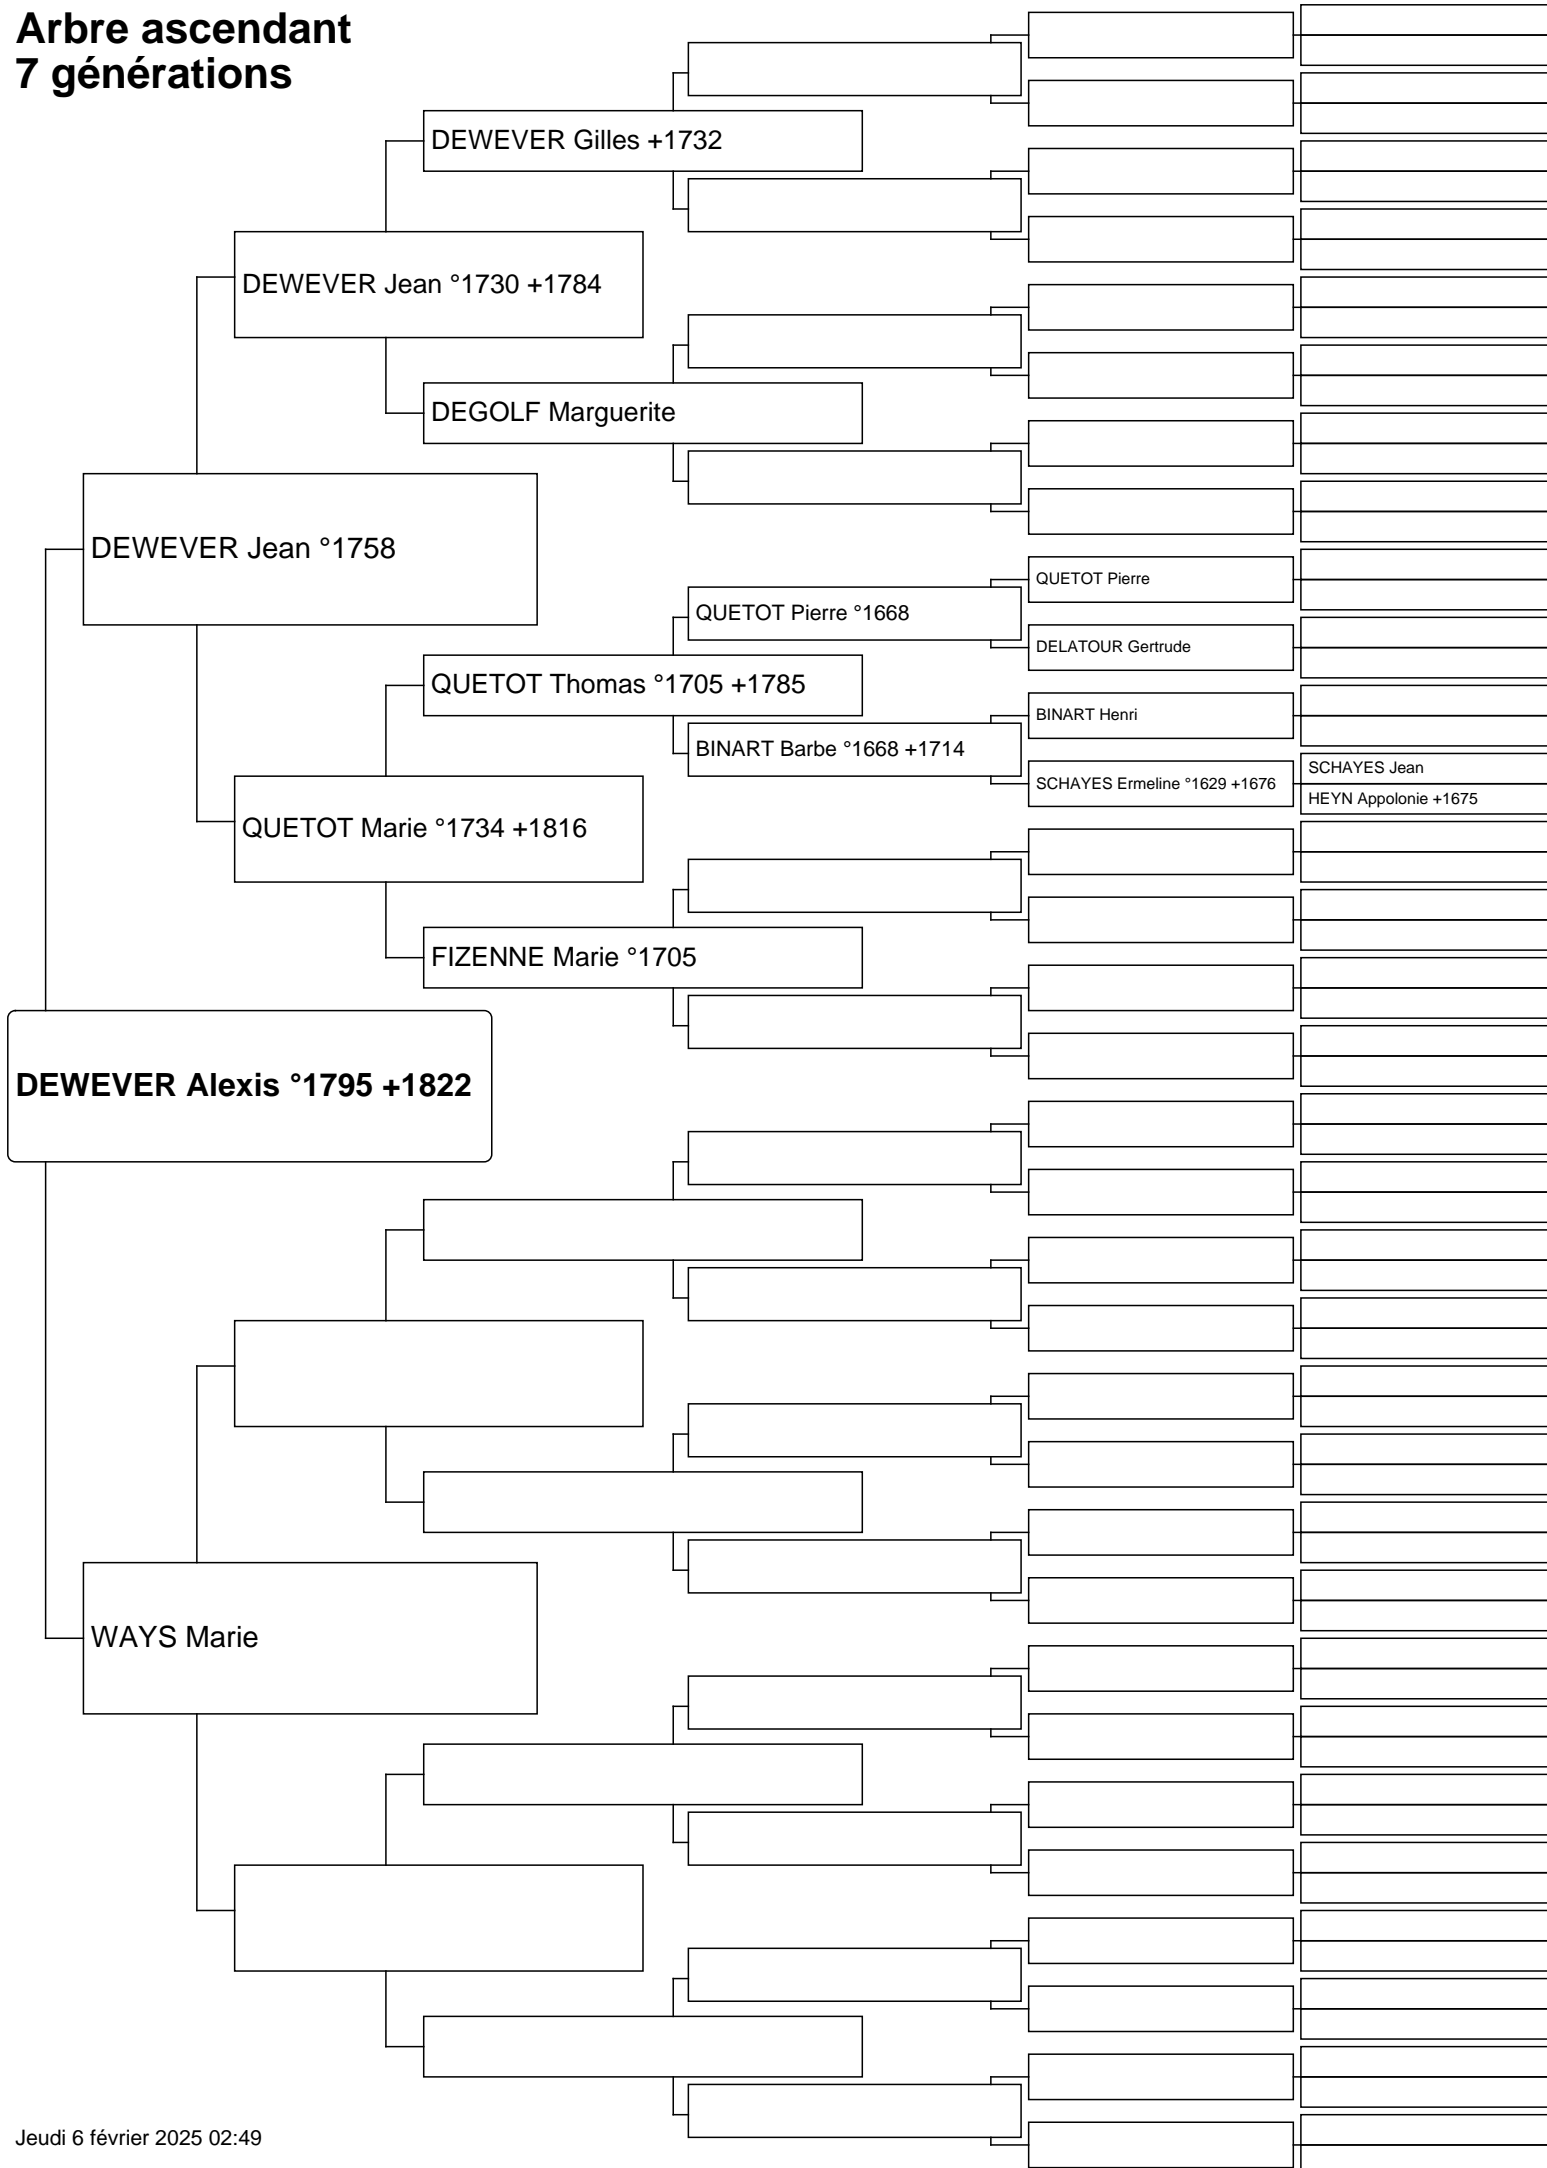 Arbre ascendant
7 générations
DEWEVER Gilles +1732
DEWEVER Jean °1730 +1784
DEGOLF Marguerite
DEWEVER Jean °1758
QUETOT Pierre
QUETOT Pierre °1668
DELATOUR Gertrude
QUETOT Thomas °1705 +1785
BINART Henri
BINART Barbe °1668 +1714
SCHAYES Jean
SCHAYES Ermeline °1629 +1676
HEYN Appolonie +1675
QUETOT Marie °1734 +1816
FIZENNE Marie °1705
DEWEVER Alexis °1795 +1822
WAYS Marie
Jeudi 6 février 2025 02:49